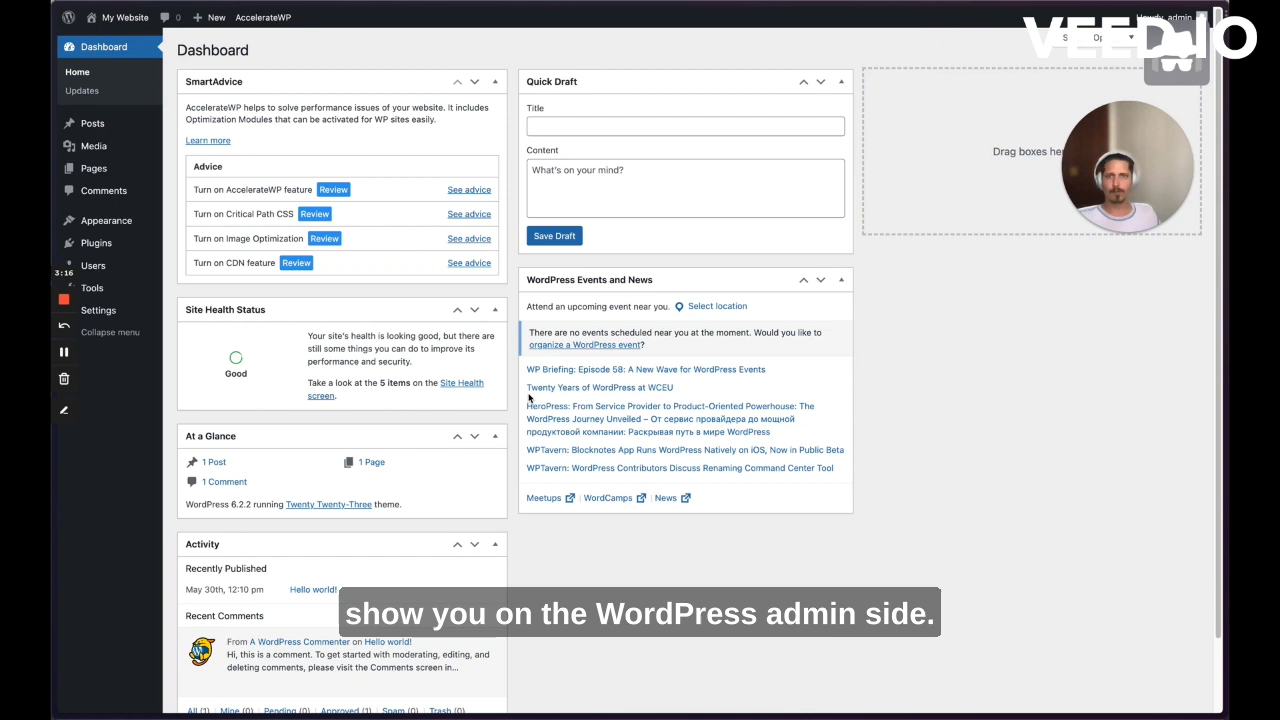 My Website
0
New
AccelerateWP
Howdy, admin
VEED.IO
Dashboard
Home
Updates
Posts
Media
Pages
Comments
Appearance
Plugins
Users
3:16
Tools
Settings
Collapse menu
Dashboard
SmartAdvice
AccelerateWP helps to solve performance issues of your website. It includes
Optimization Modules that can be activated for WP sites easily.
Learn more
Advice
Turn on AccelerateWP feature Review See advice
Turn on Critical Path CSS Review See advice
Turn on Image Optimization Review See advice
Turn on CDN feature Review See advice
Site Health Status
Good
Your site's health is looking good, but there are
still some things you can do to improve its
performance and security.
Take a look at the 5 items on the Site Health
screen.
At a Glance
1 Post 1 Page
1 Comment
WordPress 6.2.2 running Twenty Twenty-Three theme.
Activity
Recently Published
May 30th, 12:10 pm Hello world!
Recent Comments
From A WordPress Commenter on Hello world!
Hi, this is a comment. To get started with moderating, editing, and
deleting comments, please visit the Comments screen in...
All (1) | Mine (0) | Pending (0) | Approved (1) | Spam (0) | Trash (0)
Quick Draft
Title
Content
What's on your mind?
Save Draft
WordPress Events and News
Attend an upcoming event near you. Select location
There are no events scheduled near you at the moment. Would you like to
organize a WordPress event?
WP Briefing: Episode 58: A New Wave for WordPress Events
Twenty Years of WordPress at WCEU
HeroPress: From Service Provider to Product-Oriented Powerhouse: The
WordPress Journey Unveiled – От сервис провайдера до мощной
продуктовой компании: Раскрывая путь в мире WordPress
WPTavern: Blocknotes App Runs WordPress Natively on iOS, Now in Public Beta
WPTavern: WordPress Contributors Discuss Renaming Command Center Tool
Meetups | WordCamps | News
Drag boxes
show you on the WordPress admin side.